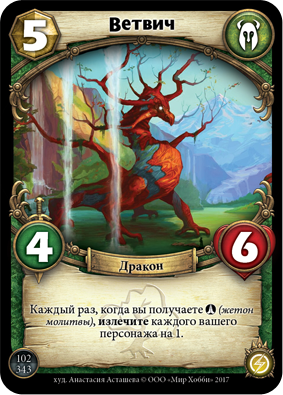 5
Ветвич
4
6
Дракон
Каждый раз, когда вы получаете (жетон
молитвы), излечите каждого вашего
персонажа на 1.
102
343
худ. Анастасия Асташева © ООО «Мир Хобби» 2017